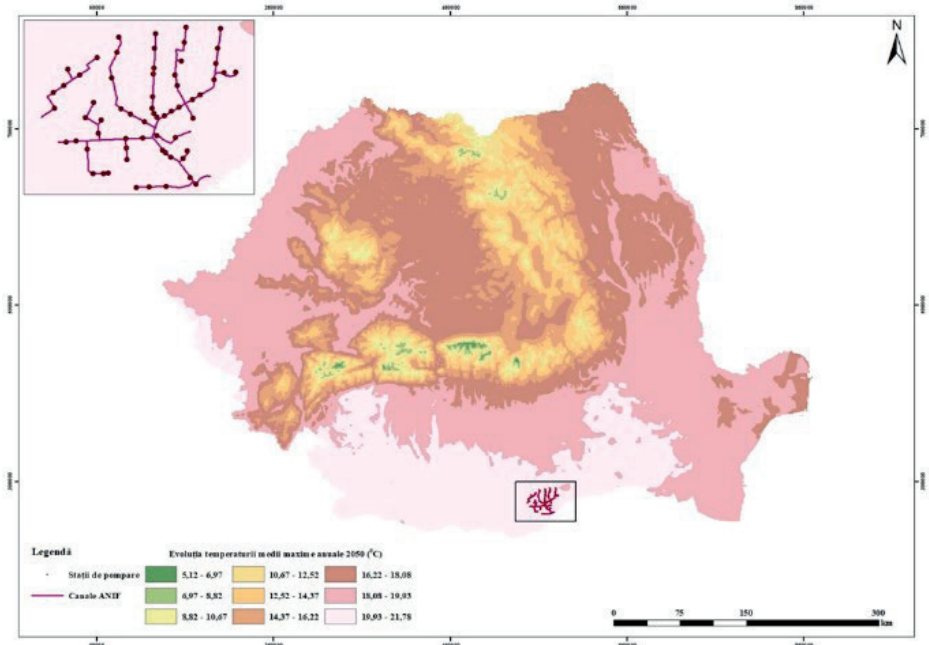 N
Legendă
Stații de pompare
Canale ANIF
Evoluția temperaturii medii maxime anuale 2050 (⁰C)
5,12 - 6,97
10,67 - 12,52
16,22 - 18,08
6,97 - 8,82
12,52 - 14,37
18,08 - 19,93
8,82 - 10,67
14,37 - 16,22
19,93 - 21,78
0 75 150 300
km